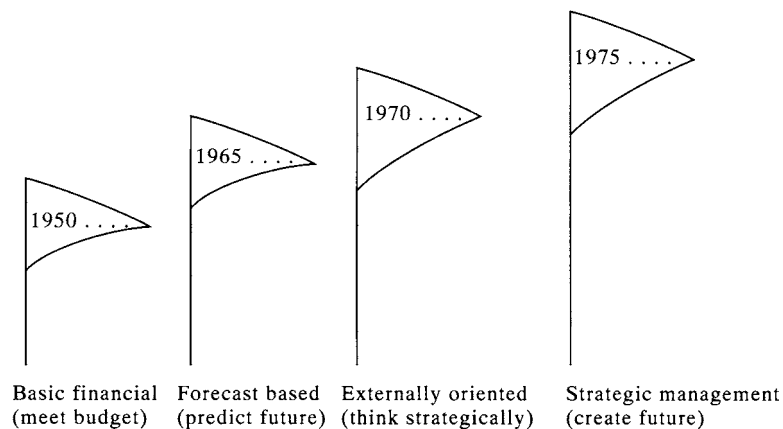 1975 . . . .
1970 . . . .
1965 . . . .
1950 . . . . .
Basic financial
(meet budget)
Forecast based
(predict future)
Externally oriented
(think strategically)
Strategic management
(create future)